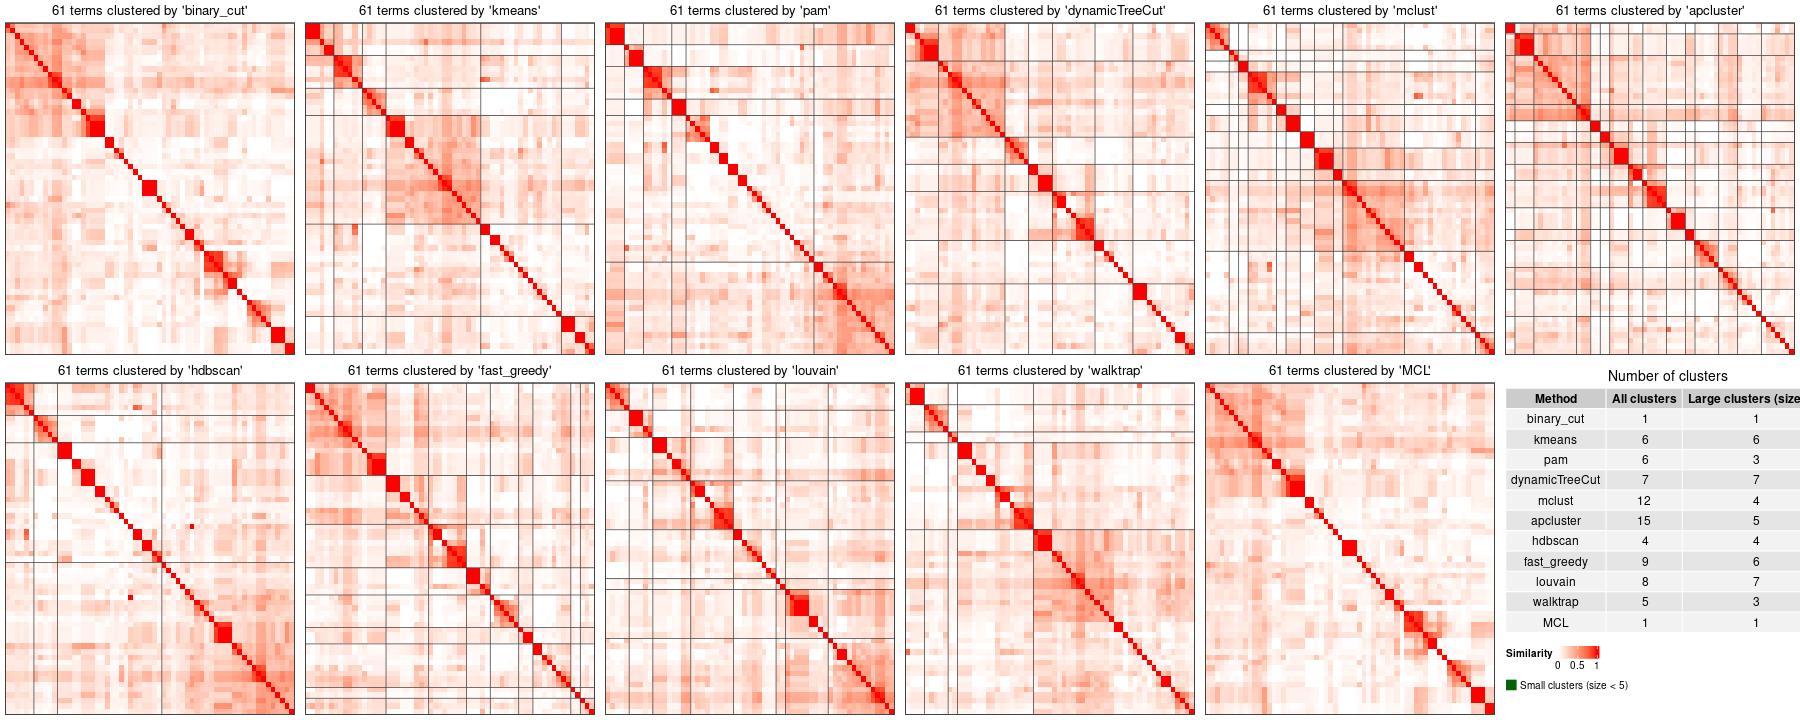 61 terms clustered by 'binary_cut'
61 terms clustered by 'kmeans'
61 terms clustered by 'pam'
61 terms clustered by 'dynamicTreeCut'
61 terms clustered by 'mclust'
61 terms clustered by 'apcluster'
61 terms clustered by 'hdbscan'
61 terms clustered by 'fast_greedy'
61 terms clustered by 'louvain'
61 terms clustered by 'walktrap'
61 terms clustered by 'MCL'
Number of clusters
Method All clusters Large clusters (size
binary_cut 1 1
kmeans 6 6
pam 6 3
dynamicTreeCut 7 7
mclust 12 4
apcluster 15 5
hdbscan 4 4
fast_greedy 9 6
louvain 8 7
walktrap 5 3
MCL 1 1
Similarity
0 0.5 1
Small clusters (size < 5)